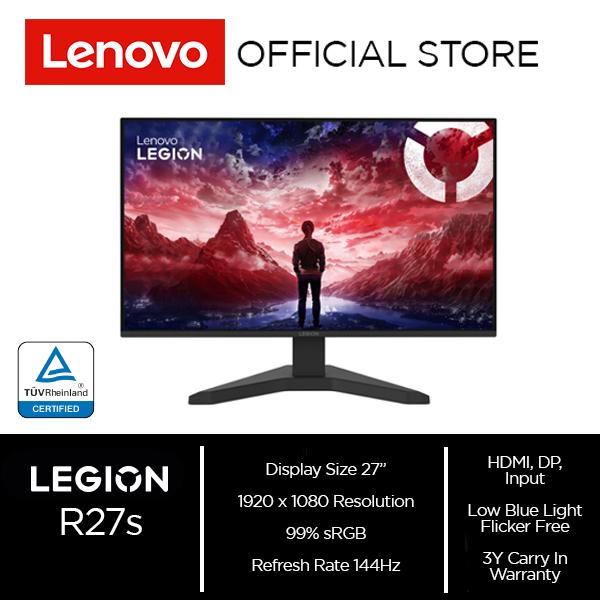 Lenovo OFFICIAL STORE
Lenovo
LEGION
LEGION
TÜVRheinland®
CERTIFIED
LEGION
R27s
Display Size 27”
1920 x 1080 Resolution
99% sRGB
Refresh Rate 144Hz
HDMI, DP,
Input
Low Blue Light
Flicker Free
3Y Carry In
Warranty